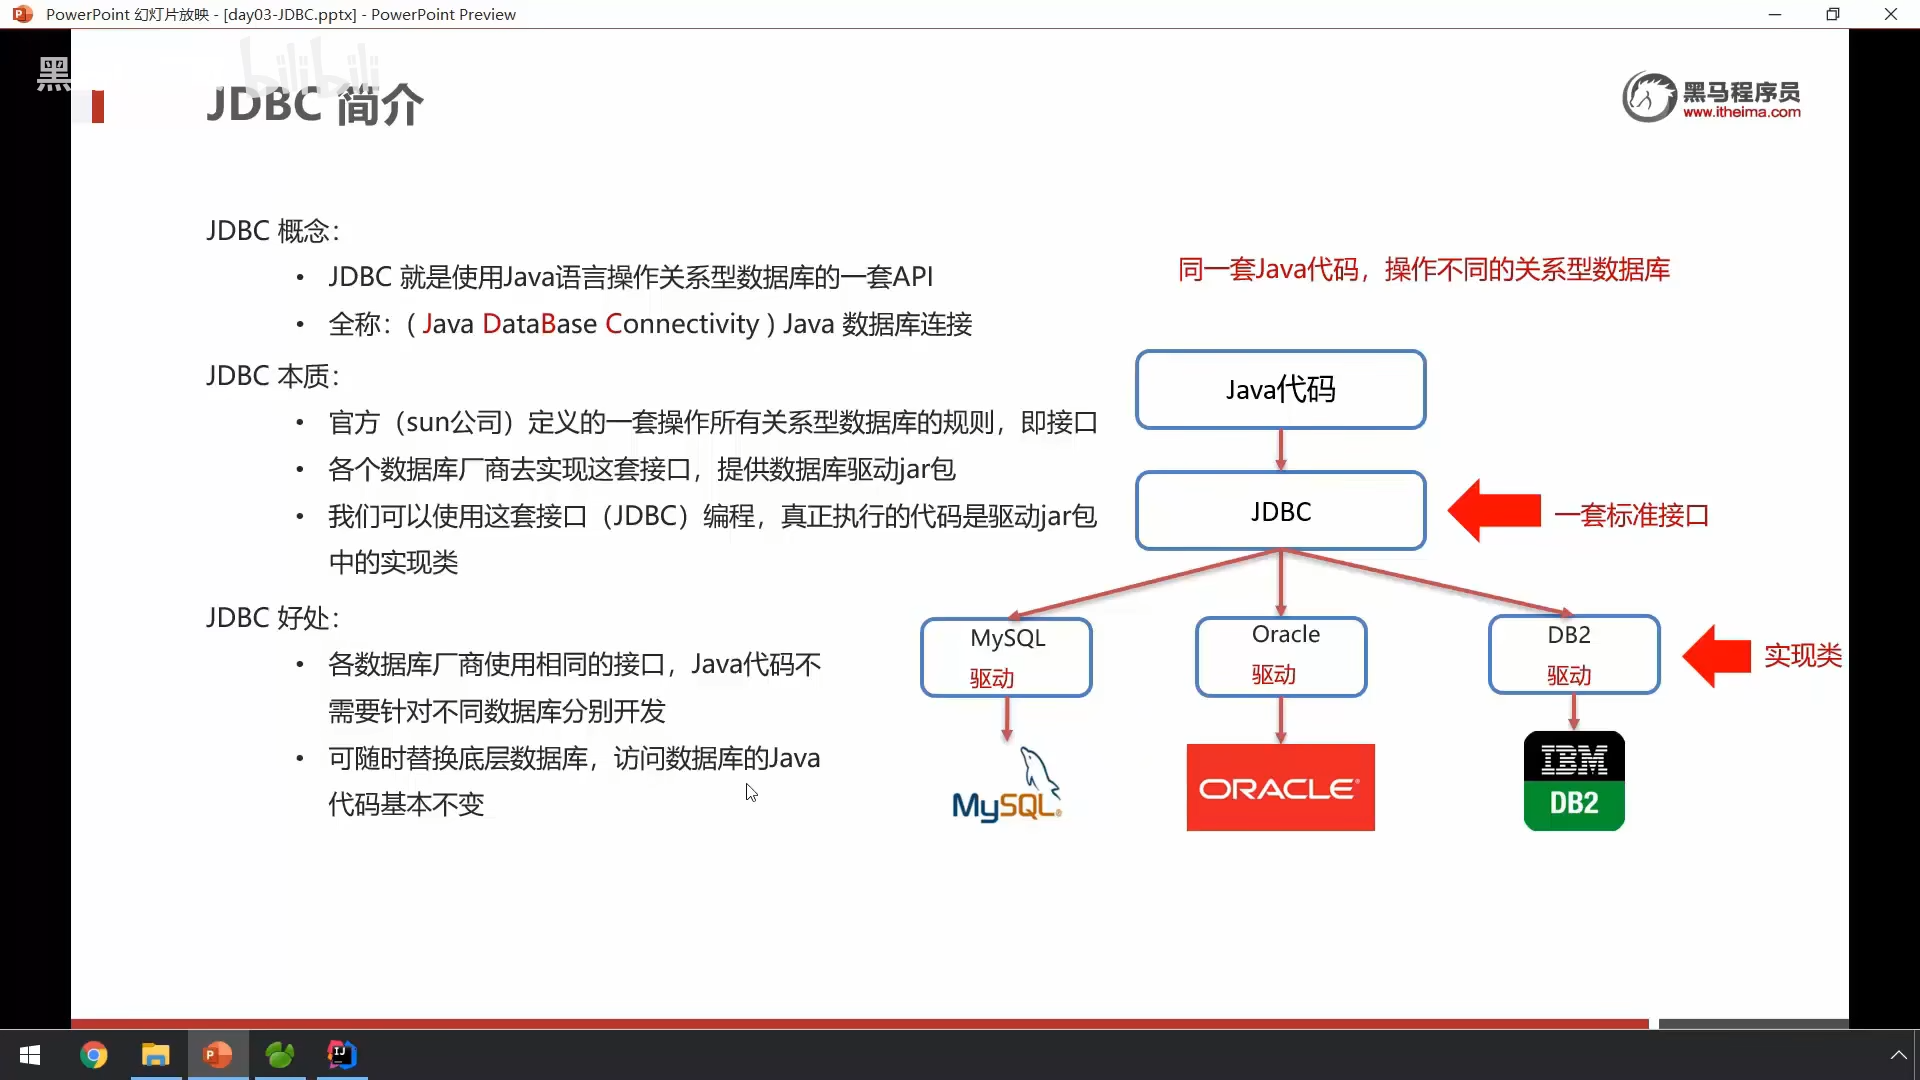 PowerPoint 幻灯片放映 - [day03-JDBC.pptx] - PowerPoint Preview
黑
bilibili
JDBC 简介
黑马程序员
www.itheima.com
JDBC 概念：
• JDBC 就是使用Java语言操作关系型数据库的一套API
• 全称：( Java DataBase Connectivity ) Java 数据库连接
JDBC 本质：
• 官方（sun公司）定义的一套操作所有关系型数据库的规则，即接口
• 各个数据库厂商去实现这套接口，提供数据库驱动jar包
• 我们可以使用这套接口（JDBC）编程，真正执行的代码是驱动jar包
中的实现类
JDBC 好处：
• 各数据库厂商使用相同的接口，Java代码不
需要针对不同数据库分别开发
• 可随时替换底层数据库，访问数据库的Java
代码基本不变
同一套Java代码，操作不同的关系型数据库
Java代码
JDBC
一套标准接口
MySQL
驱动
Oracle
驱动
DB2
驱动
实现类
MySQL®
ORACLE®
IBM
DB2